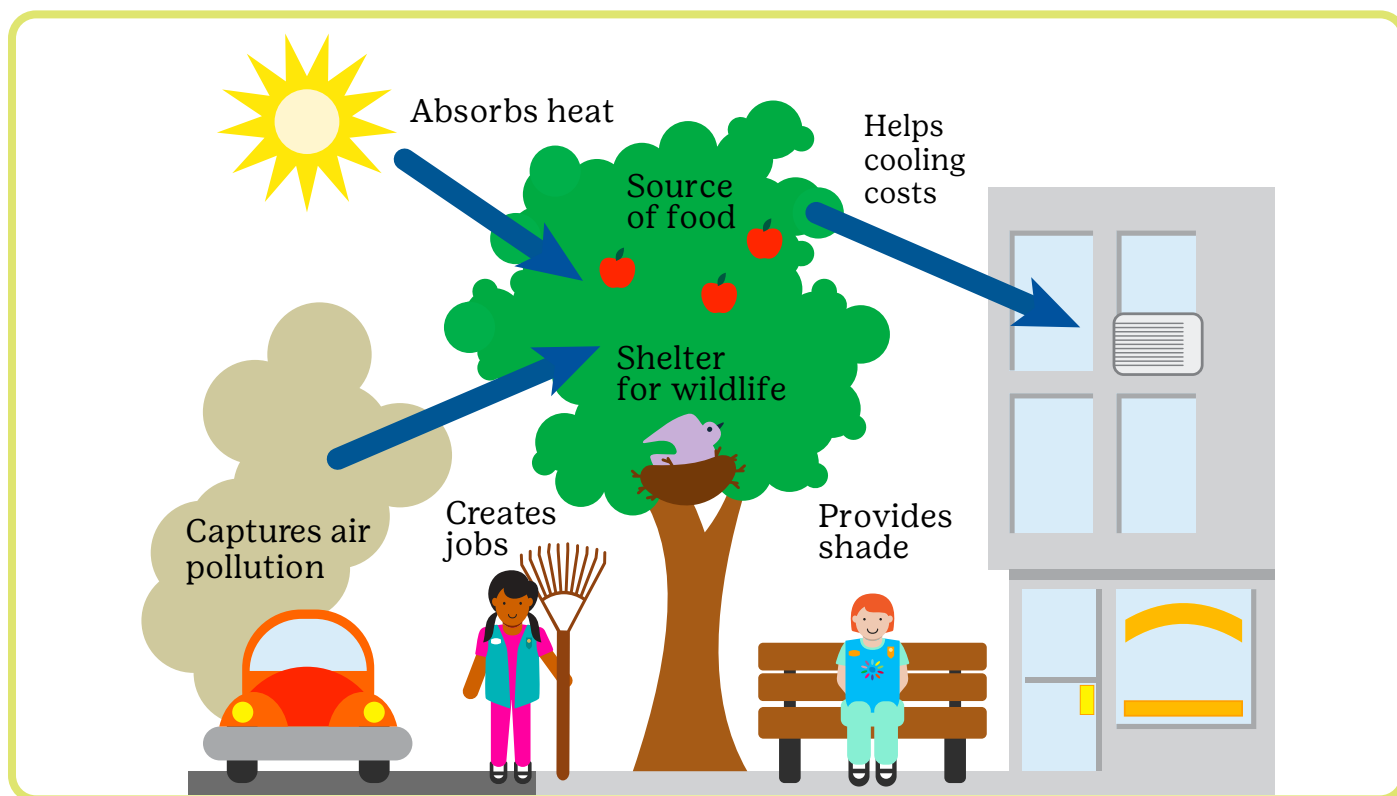 Absorbs heat
Helps
cooling
costs
Source
of food
Shelter
for wildlife
Captures air
pollution
Creates
jobs
Provides
shade